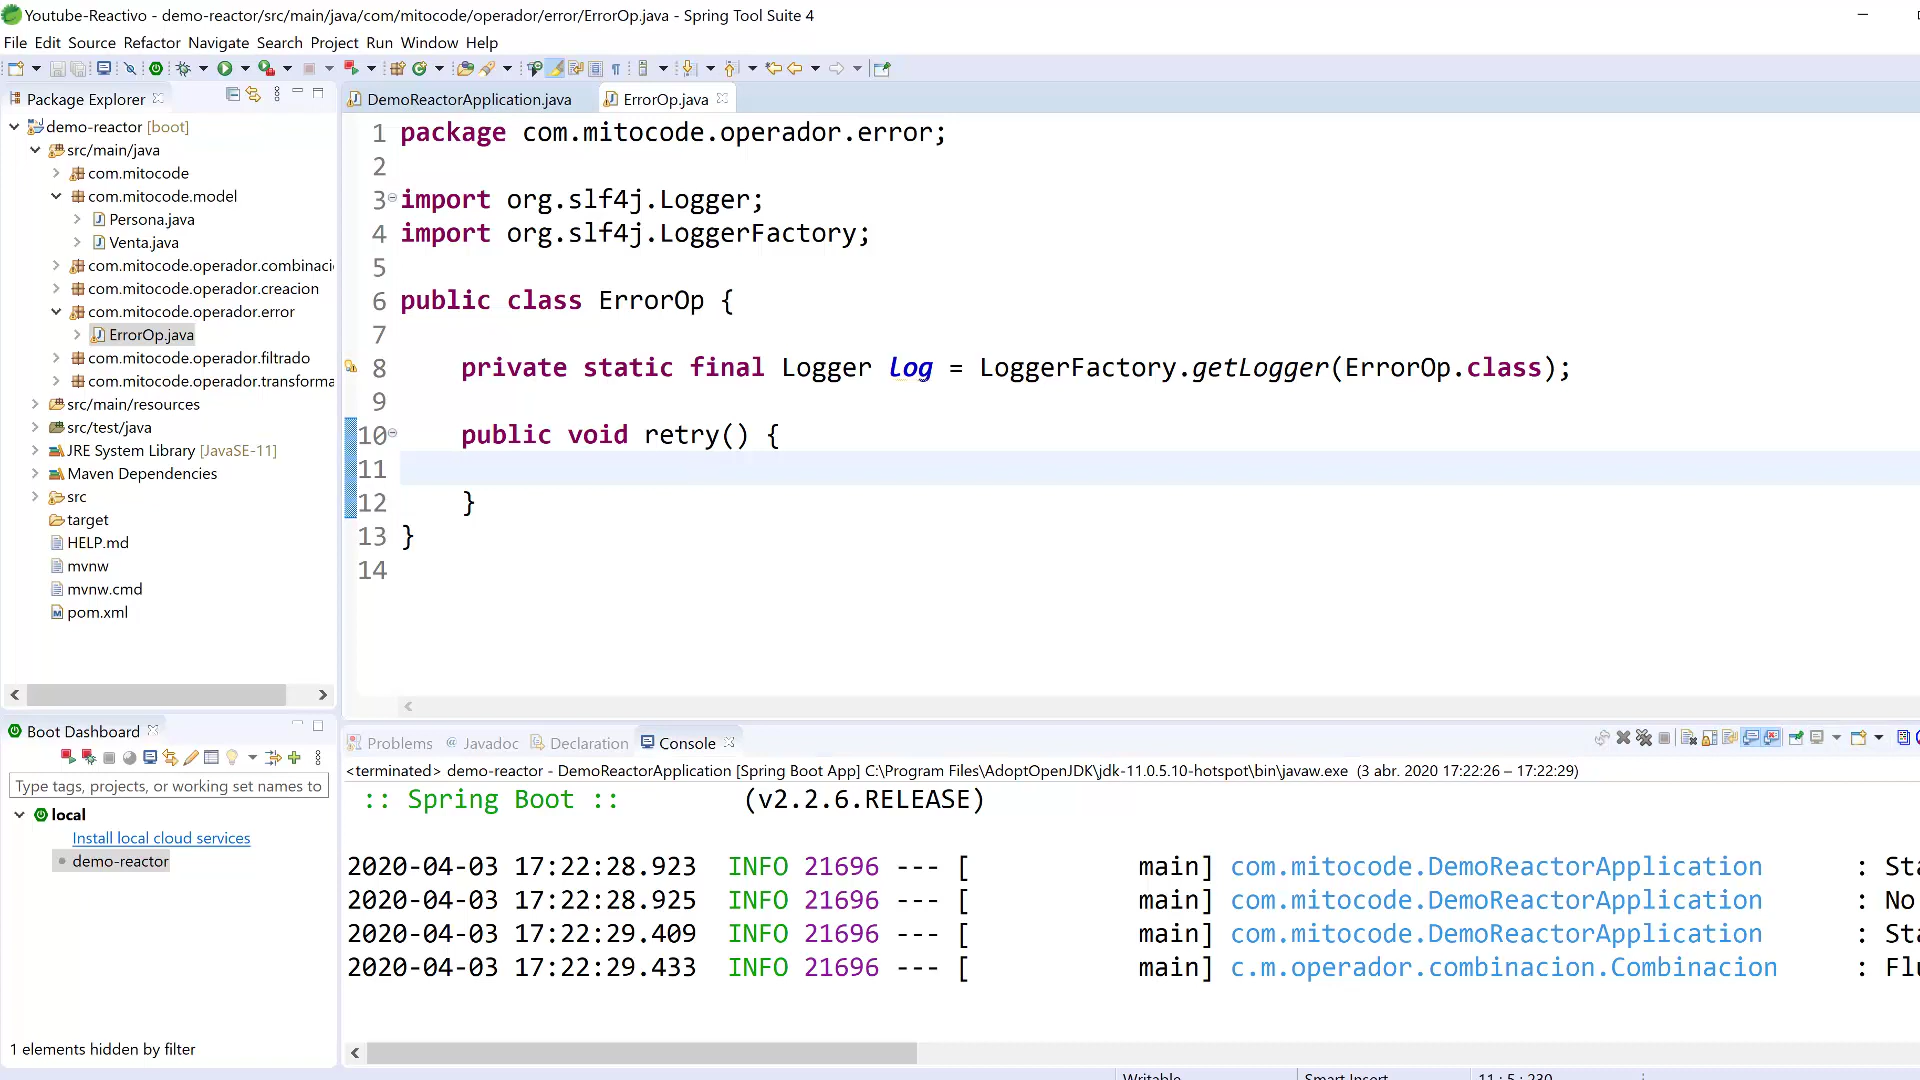 Youtube-Reactivo - demo-reactor/src/main/java/com/mitocode/operador/error/ErrorOp.java - Spring Tool Suite 4
File Edit Source Refactor Navigate Search Project Run Window Help
Package Explorer
demo-reactor [boot]
src/main/java
com.mitocode
com.mitocode.model
Persona.java
Venta.java
com.mitocode.operador.combinaci
com.mitocode.operador.creacion
com.mitocode.operador.error
ErrorOp.java
com.mitocode.operador.filtrado
com.mitocode.operador.transforma
src/main/resources
src/test/java
JRE System Library [JavaSE-11]
Maven Dependencies
src
target
HELP.md
mvnw
mvnw.cmd
pom.xml
DemoReactorApplication.java
ErrorOp.java
1 package com.mitocode.operador.error;
2
3 import org.slf4j.Logger;
4 import org.slf4j.LoggerFactory;
5
6 public class ErrorOp {
7
8 private static final Logger log = LoggerFactory.getLogger(ErrorOp.class);
9
10 public void retry() {
11
12 }
13 }
14
Boot Dashboard
Type tags, projects, or working set names to
local
Install local cloud services
demo-reactor
1 elements hidden by filter
Problems @ Javadoc Declaration Console
<terminated> demo-reactor - DemoReactorApplication [Spring Boot App] C:\Program Files\AdoptOpenJDK\jdk-11.0.5.10-hotspot\bin\javaw.exe (3 abr. 2020 17:22:26 – 17:22:29)
:: Spring Boot :: (v2.2.6.RELEASE)
2020-04-03 17:22:28.923 INFO 21696 --- [ main] com.mitocode.DemoReactorApplication : Sta
2020-04-03 17:22:28.925 INFO 21696 --- [ main] com.mitocode.DemoReactorApplication : No
2020-04-03 17:22:29.409 INFO 21696 --- [ main] com.mitocode.DemoReactorApplication : Sta
2020-04-03 17:22:29.433 INFO 21696 --- [ main] c.m.operador.combinacion.Combinacion : Flu
Writable Smart Insert 11 : 5 : 230